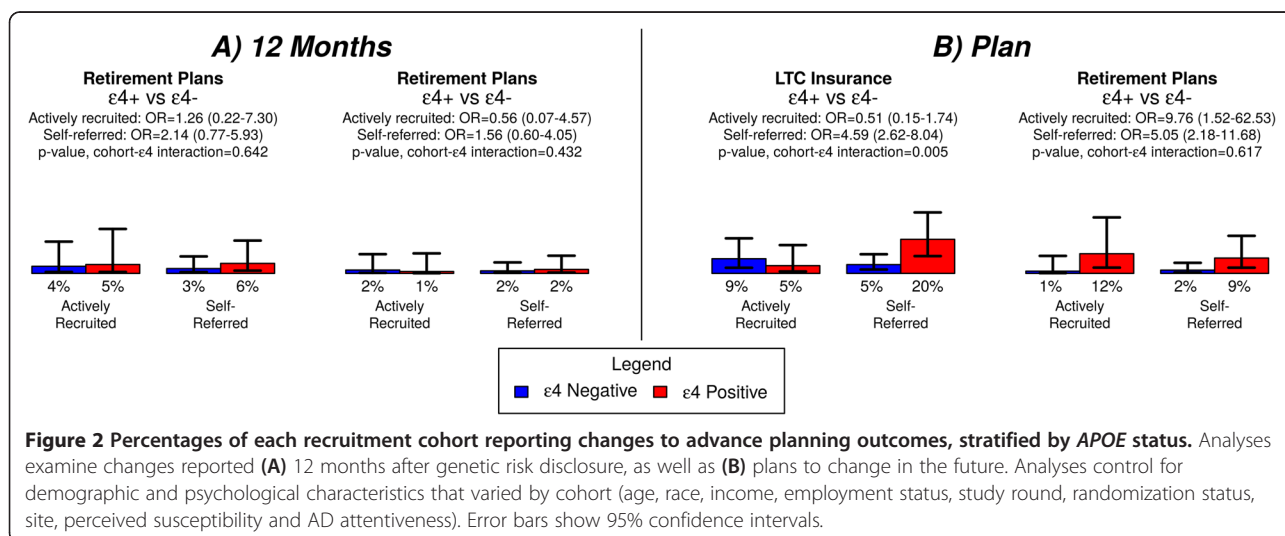 A) 12 Months
Retirement Plans
ε4+ vs ε4-
Actively recruited: OR=1.26 (0.22-7.30)
Self-referred: OR=2.14 (0.77-5.93)
p-value, cohort-ε4 interaction=0.642
4% 5% 3% 6%
Actively Recruited
Self-Referred
Retirement Plans
ε4+ vs ε4-
Actively recruited: OR=0.56 (0.07-4.57)
Self-referred: OR=1.56 (0.60-4.05)
p-value, cohort-ε4 interaction=0.432
2% 1% 2% 2%
Actively
Recruited
Self-
Referred
B) Plan
LTC Insurance
ε4+ vs ε4-
Actively recruited: OR=0.51 (0.15-1.74)
Self-referred: OR=4.59 (2.62-8.04)
p-value, cohort-ε4 interaction=0.005
9% 5% 5% 20%
Actively
Recruited
Self-
Referred
Retirement Plans
ε4+ vs ε4-
Actively recruited: OR=9.76 (1.52-62.53)
Self-referred: OR=5.05 (2.18-11.68)
p-value, cohort-ε4 interaction=0.617
1% 12% 2% 9%
Actively
Recruited
Self-
Referred
Legend
ε4 Negative ε4 Positive
Figure 2 Percentages of each recruitment cohort reporting changes to advance planning outcomes, stratified by APOE status. Analyses
examine changes reported (A) 12 months after genetic risk disclosure, as well as (B) plans to change in the future. Analyses control for
demographic and psychological characteristics that varied by cohort (age, race, income, employment status, study round, randomization status,
site, perceived susceptibility and AD attentiveness). Error bars show 95% confidence intervals.